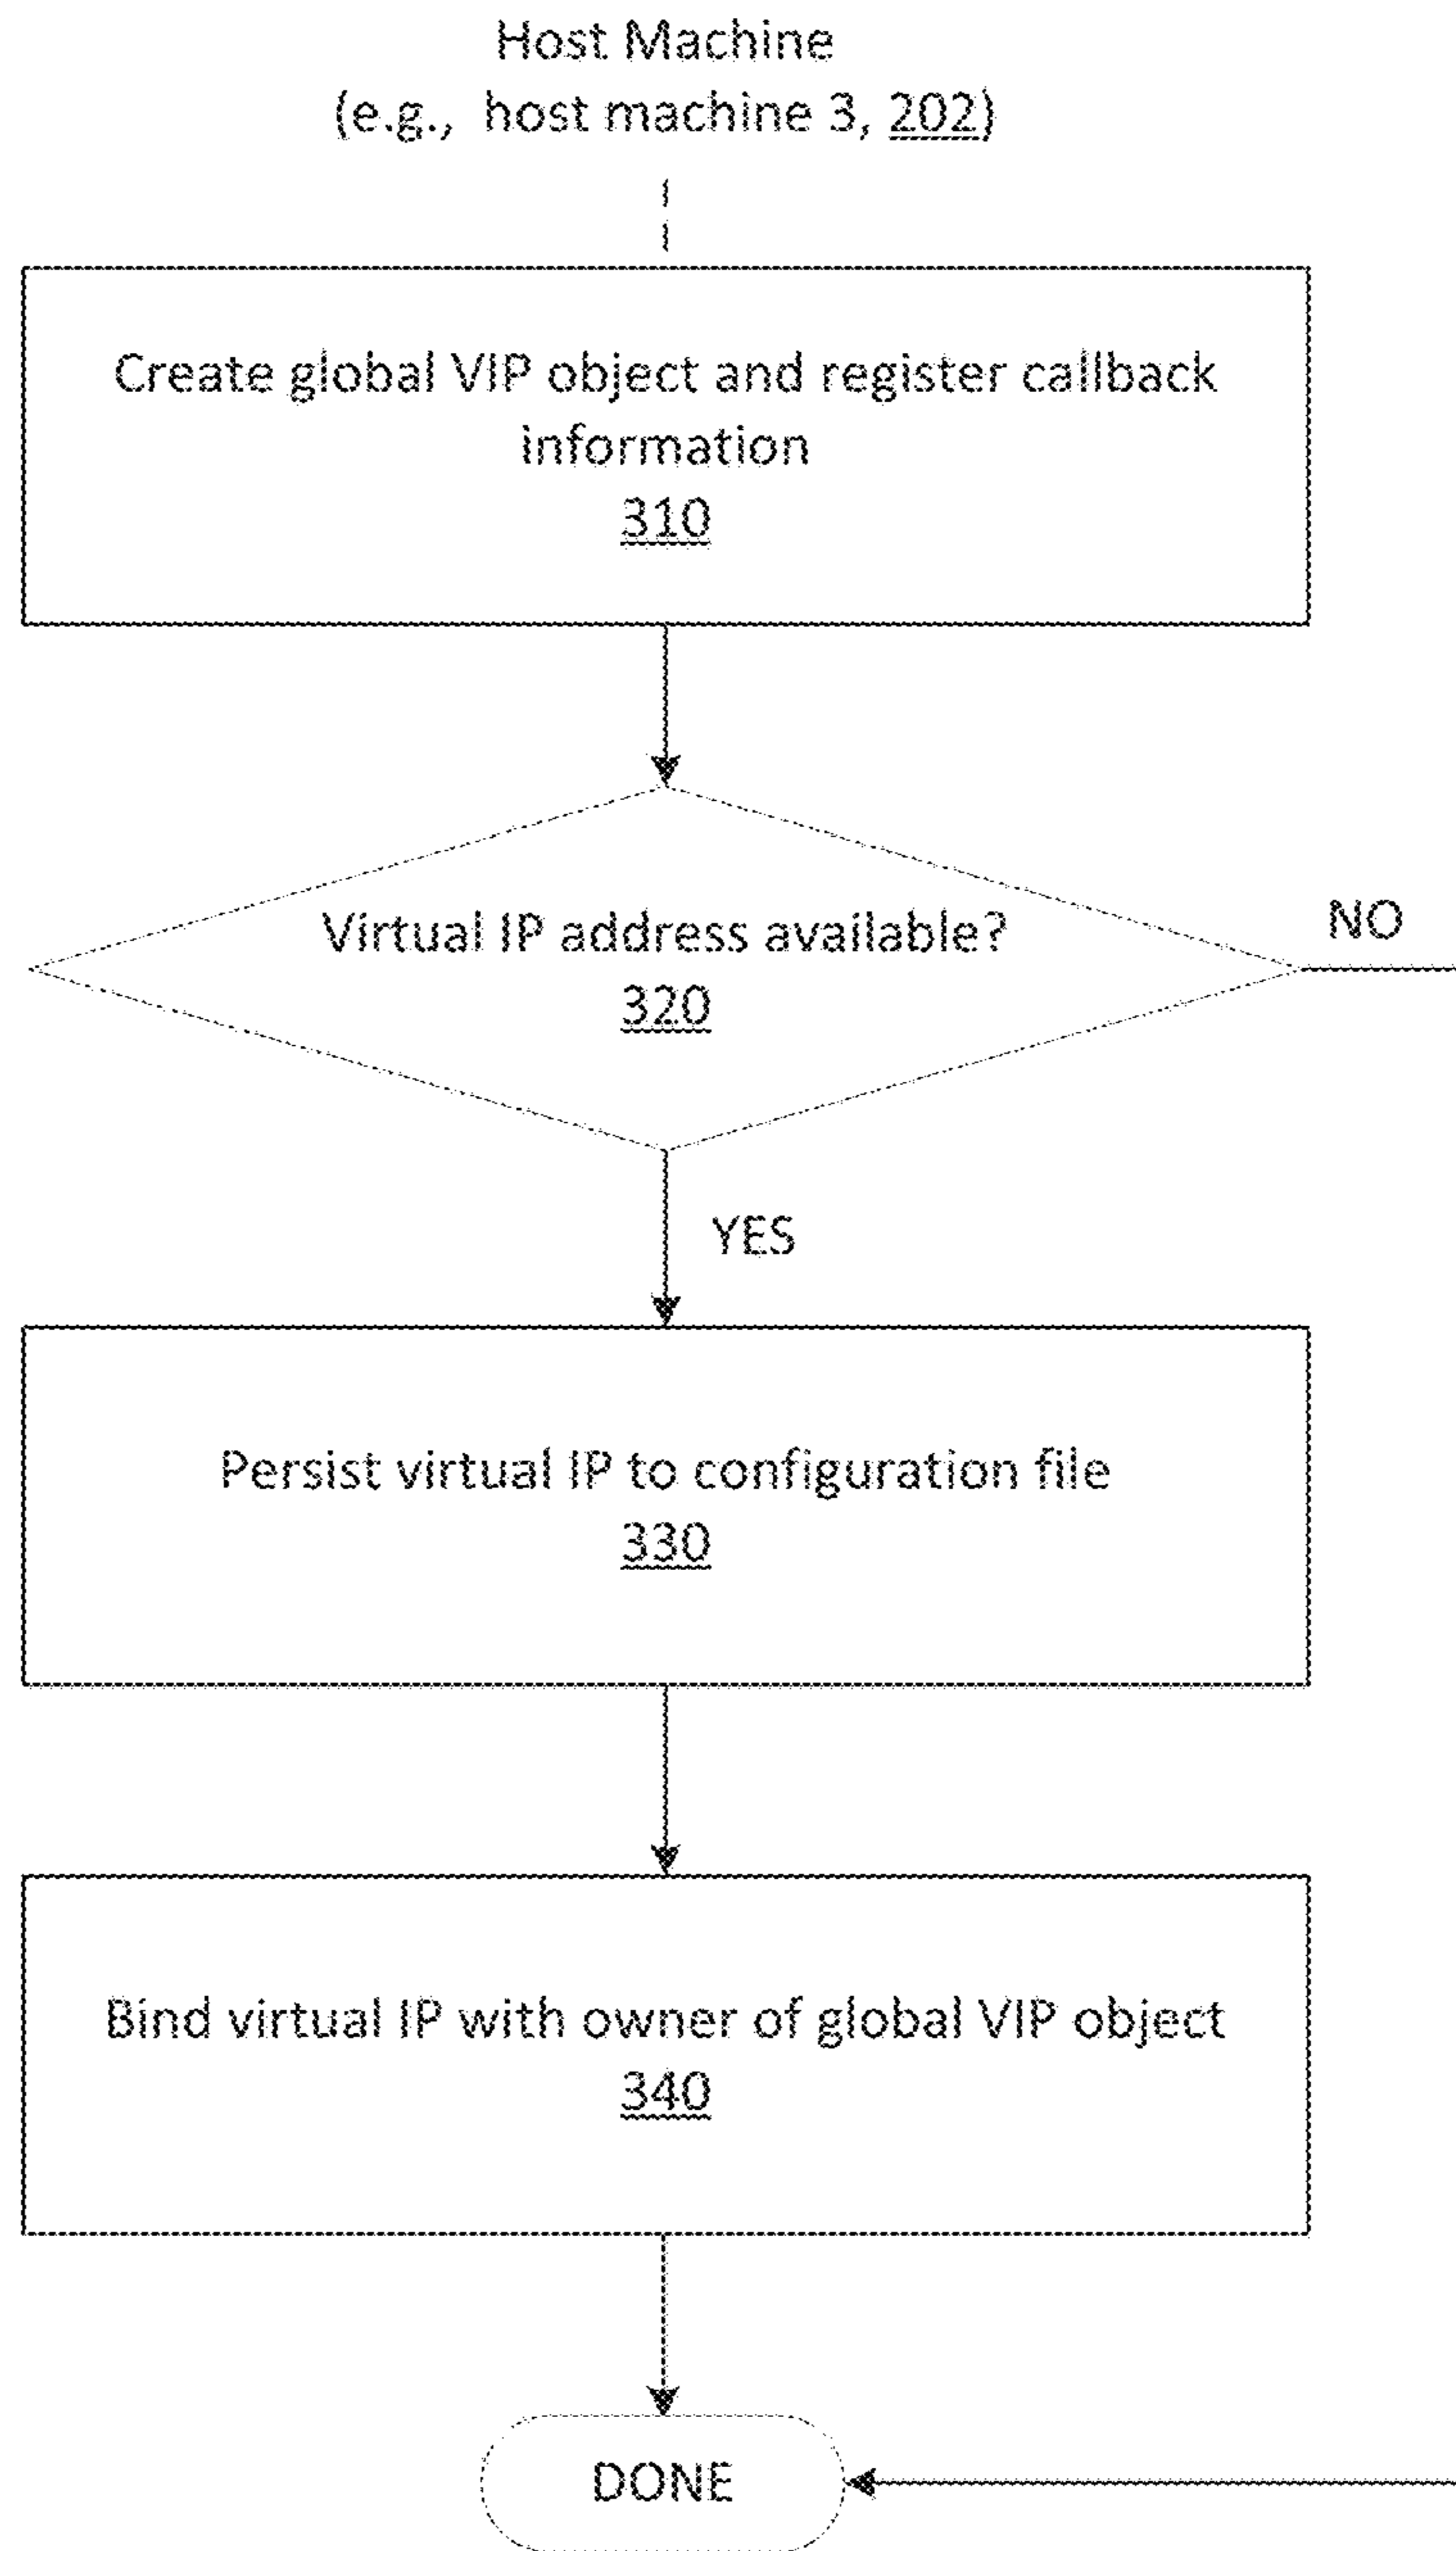 Host Machine
(e.g., host machine 3, 202)
Create global VIP object and register callback
information
310
Virtual IP address available?
320
NO
YES
Persist virtual IP to configuration file
330
Bind virtual IP with owner of global VIP object
340
DONE